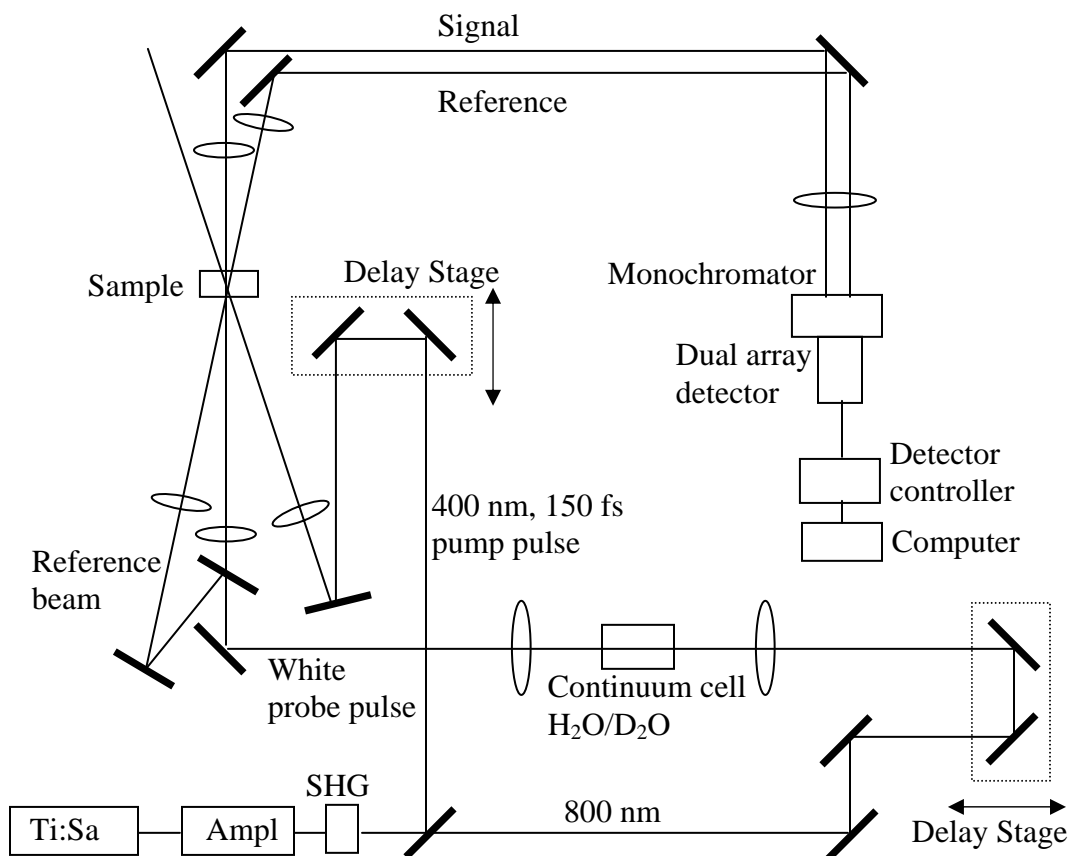 Signal
Reference
Sample
Delay Stage
Monochromator
Dual array
detector
Detector
controller
400 nm, 150 fs
pump pulse
Computer
Reference
beam
White
probe pulse
Continuum cell
H₂O/D₂O
SHG
Ti:Sa
Ampl
800 nm
Delay Stage